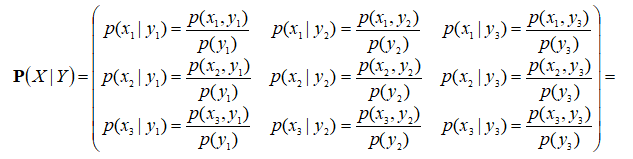 p(x₁ | y₁) = p(x₁, y₁) / p(y₁)   p(x₁ | y₂) = p(x₁, y₂) / p(y₂)   p(x₁ | y₃) = p(x₁, y₃) / p(y₃)
P(X | Y) = p(x₂ | y₁) = p(x₂, y₁) / p(y₁)   p(x₂ | y₂) = p(x₂, y₂) / p(y₂)   p(x₂ | y₃) = p(x₂, y₃) / p(y₃) =
p(x₃ | y₁) = p(x₃, y₁) / p(y₁)   p(x₃ | y₂) = p(x₃, y₂) / p(y₂)   p(x₃ | y₃) = p(x₃, y₃) / p(y₃)